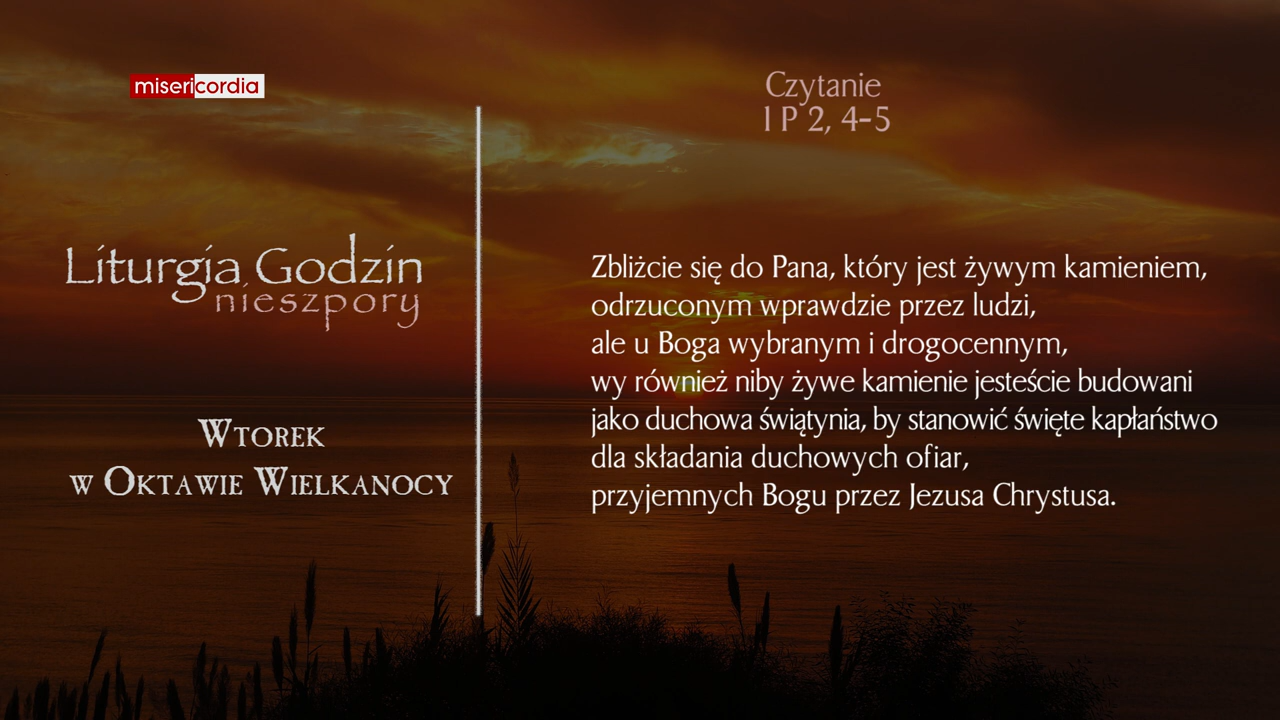 misericordia
Liturgia Godzin
nieszpory
Wtorek
w Oktawie Wielkanocy
Czytanie
1 P 2, 4-5
Zbliżcie się do Pana, który jest żywym kamieniem,
odrzuconym wprawdzie przez ludzi,
ale u Boga wybranym i drogocennym,
wy również niby żywe kamienie jesteście budowani
jako duchowa świątynia, by stanowić święte kapłaństwo
dla składania duchowych ofiar,
przyjemnych Bogu przez Jezusa Chrystusa.